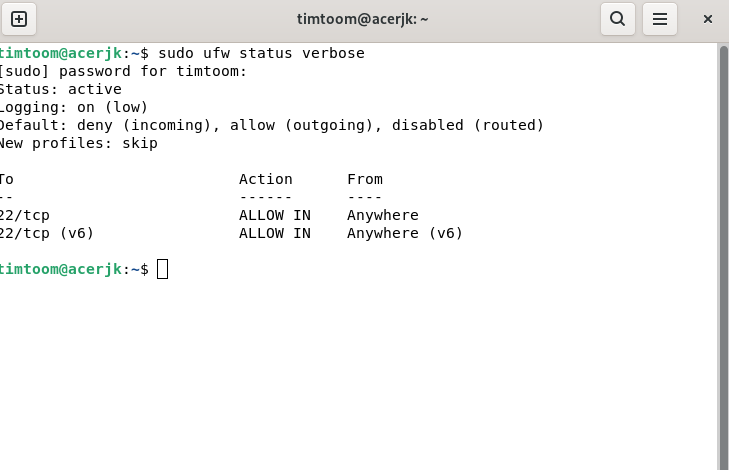 timtoom@acerjk: ~
timtoom@acerjk:~$ sudo ufw status verbose
[sudo] password for timtoom:
Status: active
Logging: on (low)
Default: deny (incoming), allow (outgoing), disabled (routed)
New profiles: skip
To                         Action      From
--                         ------      ----
22/tcp                     ALLOW IN    Anywhere
22/tcp (v6)                ALLOW IN    Anywhere (v6)
timtoom@acerjk:~$